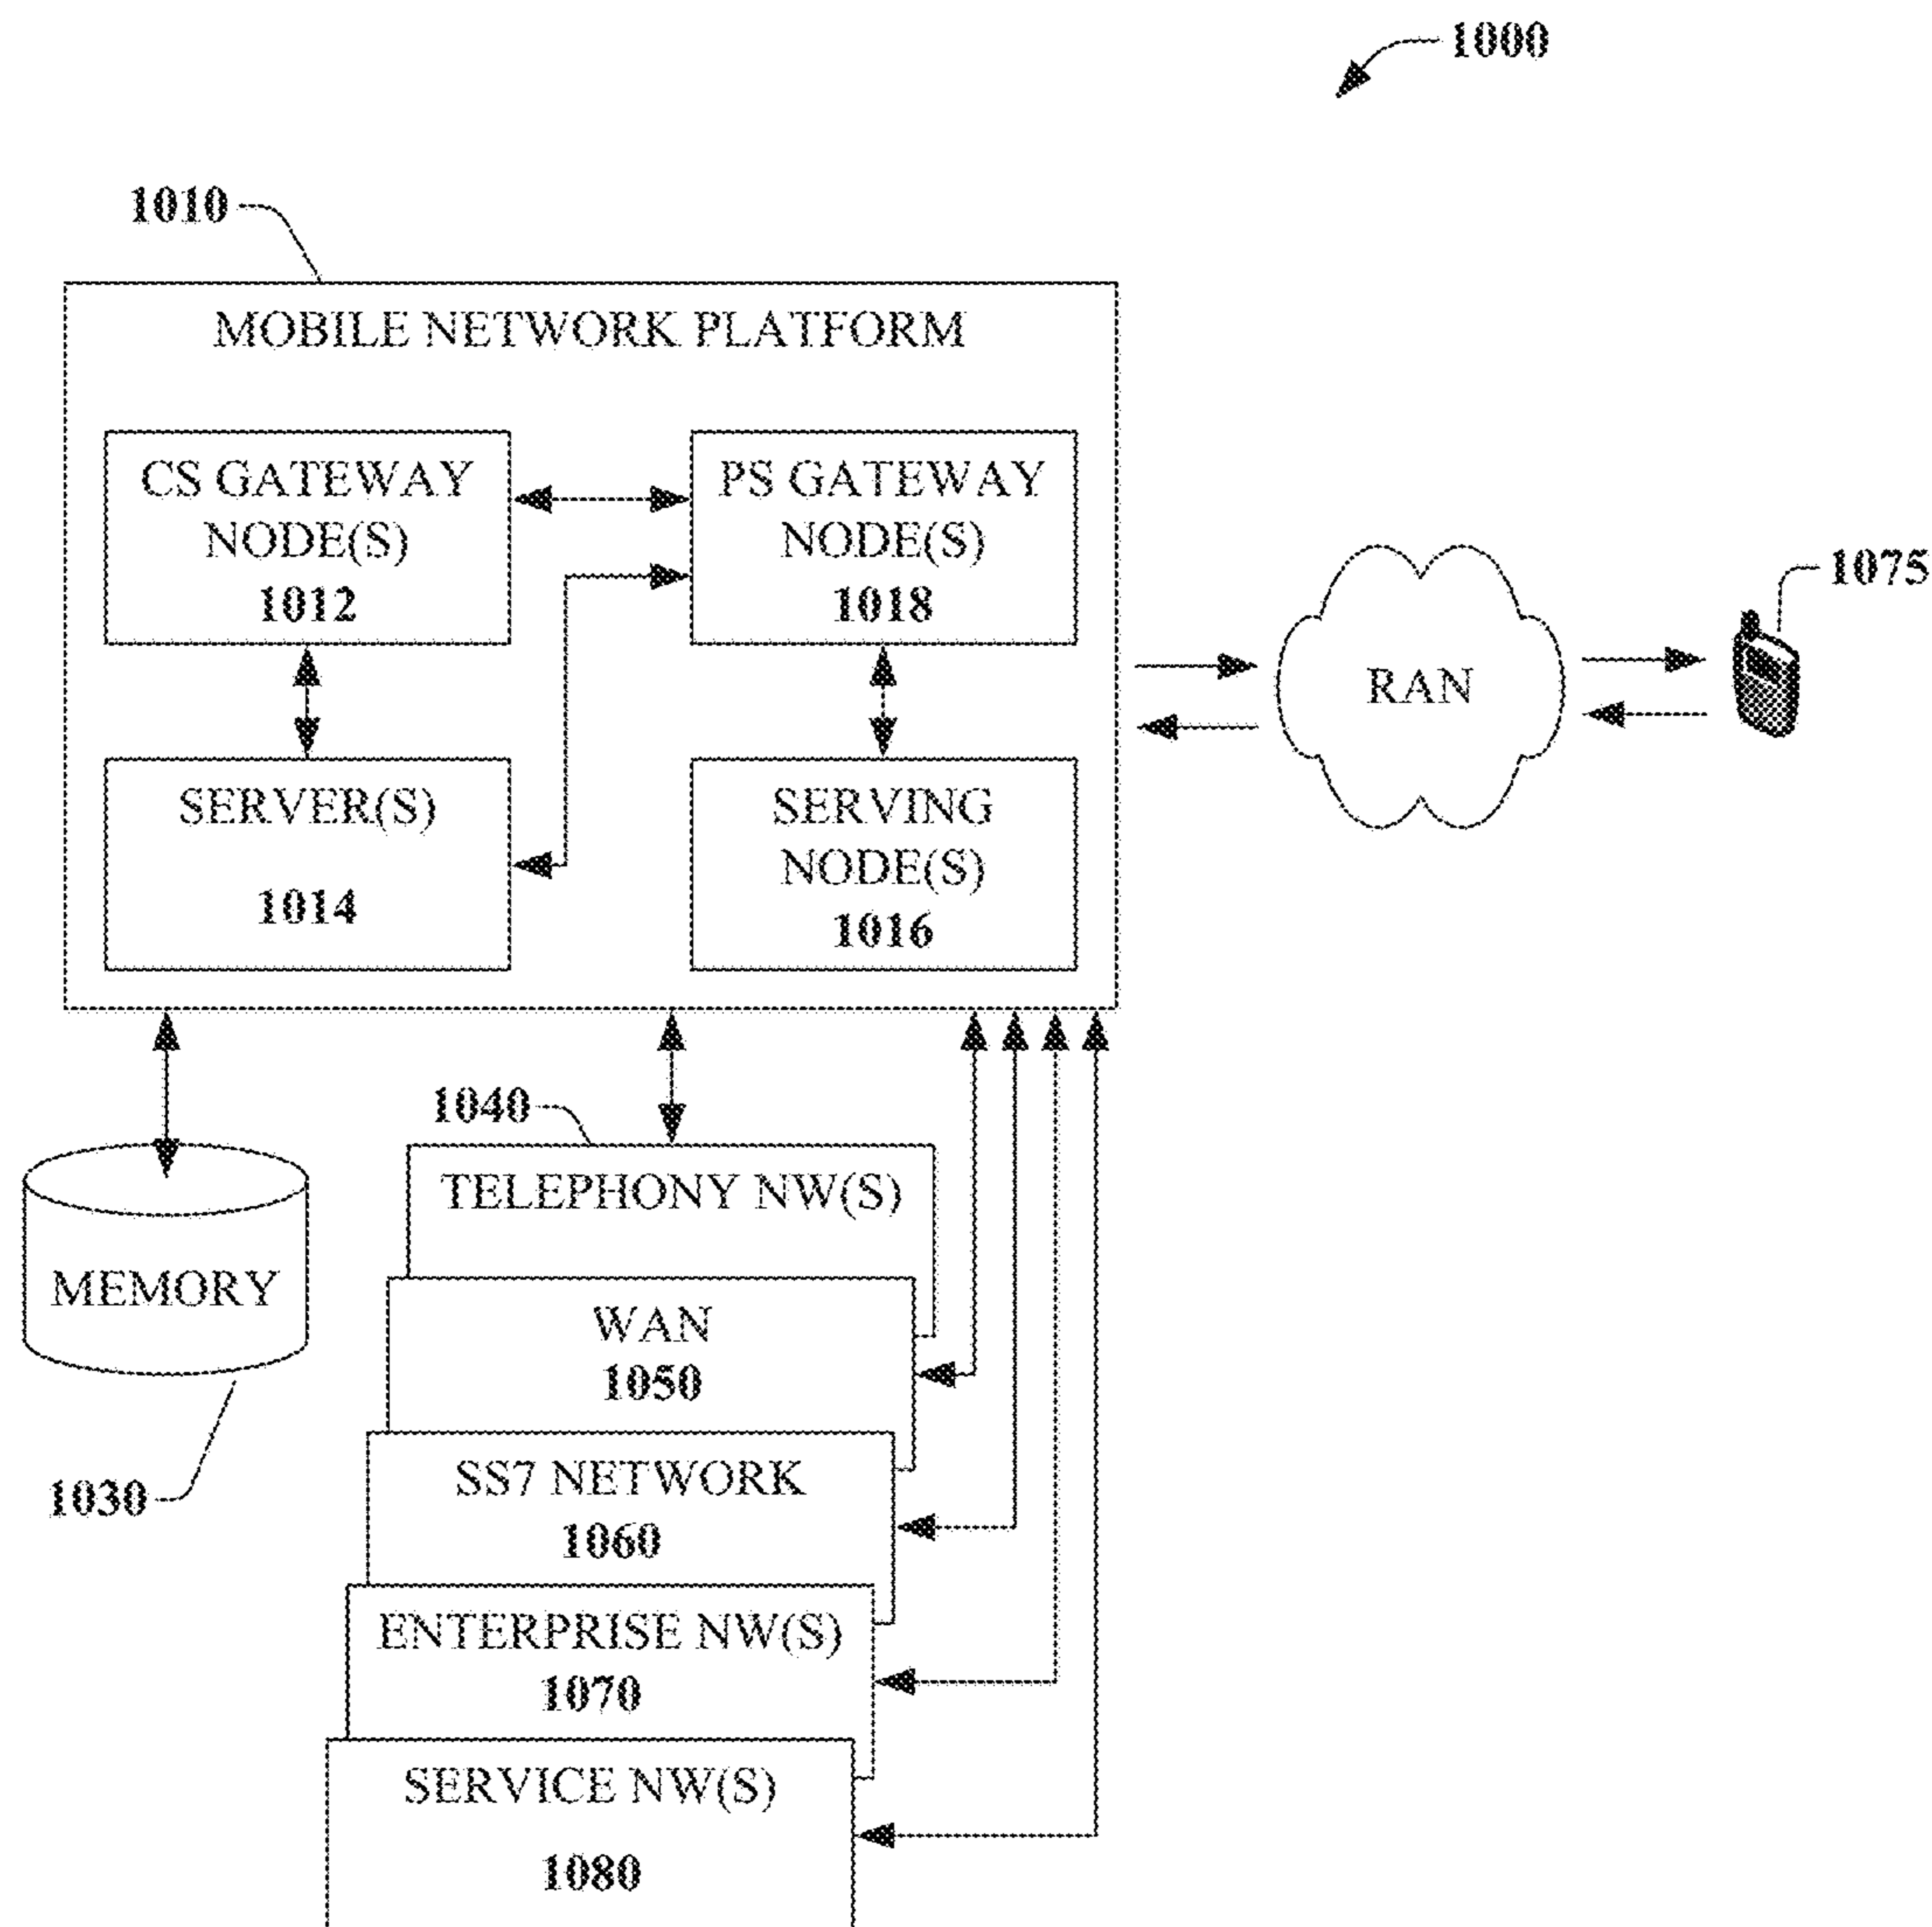 1000
1010
MOBILE NETWORK PLATFORM
CS GATEWAY
NODE(S)
1012
PS GATEWAY
NODE(S)
1018
SERVER(S)
1014
SERVING
NODE(S)
1016
RAN
1075
1040
TELEPHONY NW(S)
MEMORY
1030
WAN
1050
SS7 NETWORK
1060
ENTERPRISE NW(S)
1070
SERVICE NW(S)
1080